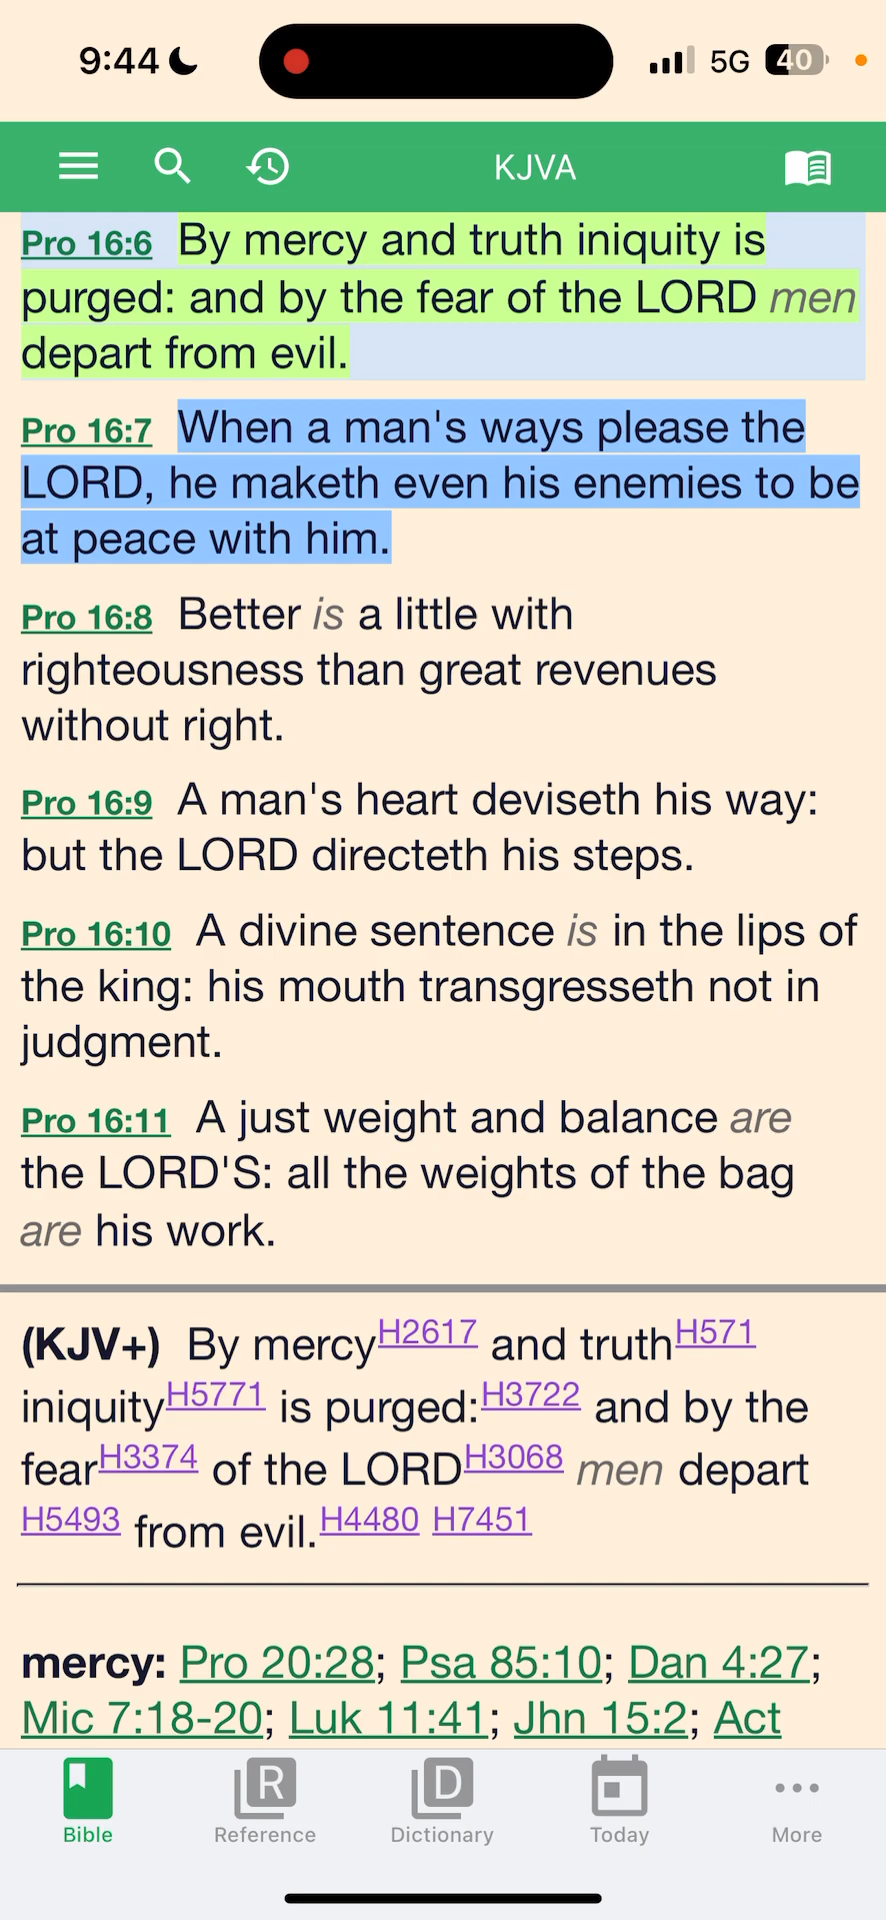 9:44
5G
40
KJVA
Pro 16:6 By mercy and truth iniquity is
purged: and by the fear of the LORD men
depart from evil.
Pro 16:7 When a man's ways please the
LORD, he maketh even his enemies to be
at peace with him.
Pro 16:8 Better is a little with
righteousness than great revenues
without right.
Pro 16:9 A man's heart deviseth his way:
but the LORD directeth his steps.
Pro 16:10 A divine sentence is in the lips of
the king: his mouth transgresseth not in
judgment.
Pro 16:11 A just weight and balance are
the LORD'S: all the weights of the bag
are his work.
(KJV+) By mercyH2617 and truthH571
iniquityH5771 is purged:H3722 and by the
fearH3374 of the LORDH3068 men depart
H5493 from evil.H4480 H7451
mercy: Pro 20:28; Psa 85:10; Dan 4:27;
Mic 7:18-20; Luk 11:41; Jhn 15:2; Act
R
D
Bible
Reference
Dictionary
Today
More